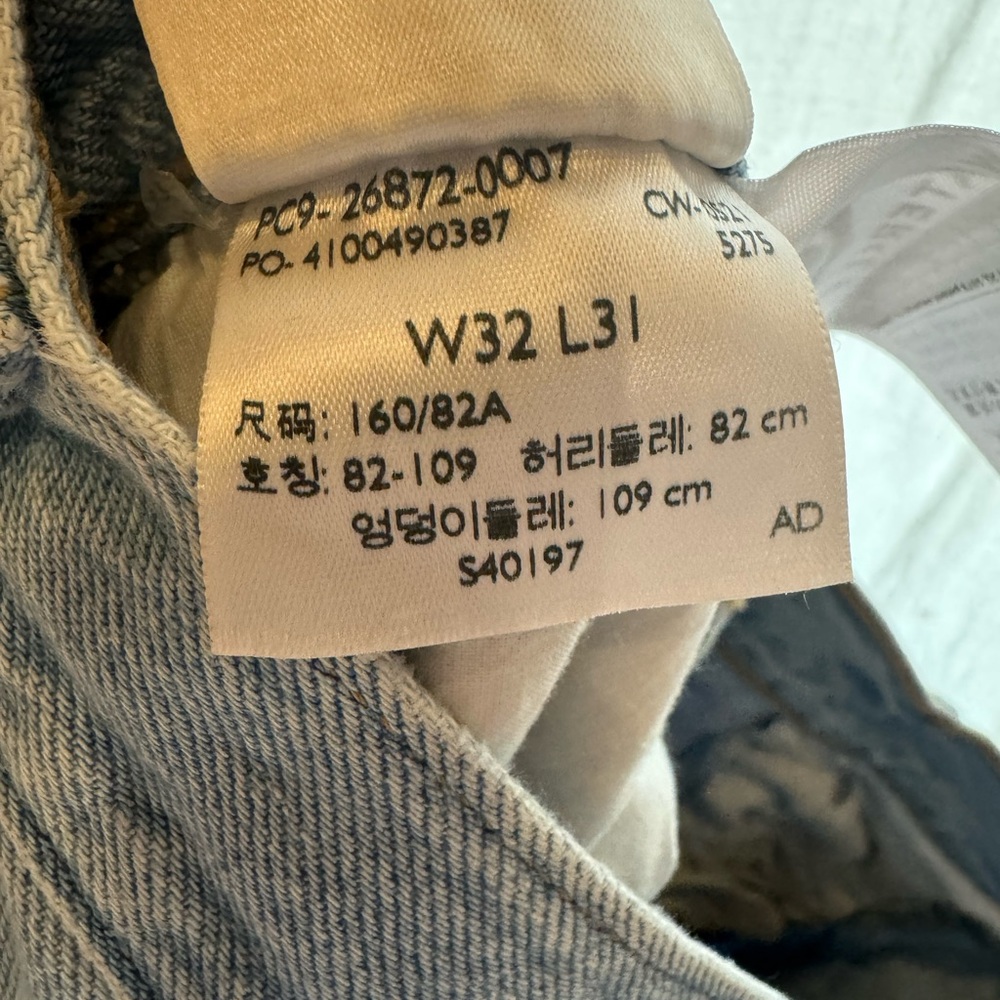 PC9-26872-0007
PO-4100490387
5275
W32 L31
尺码: 160/82A
호칭: 82-109 허리둘레: 82 cm
엉덩이둘레: 109 cm
AD
S40197